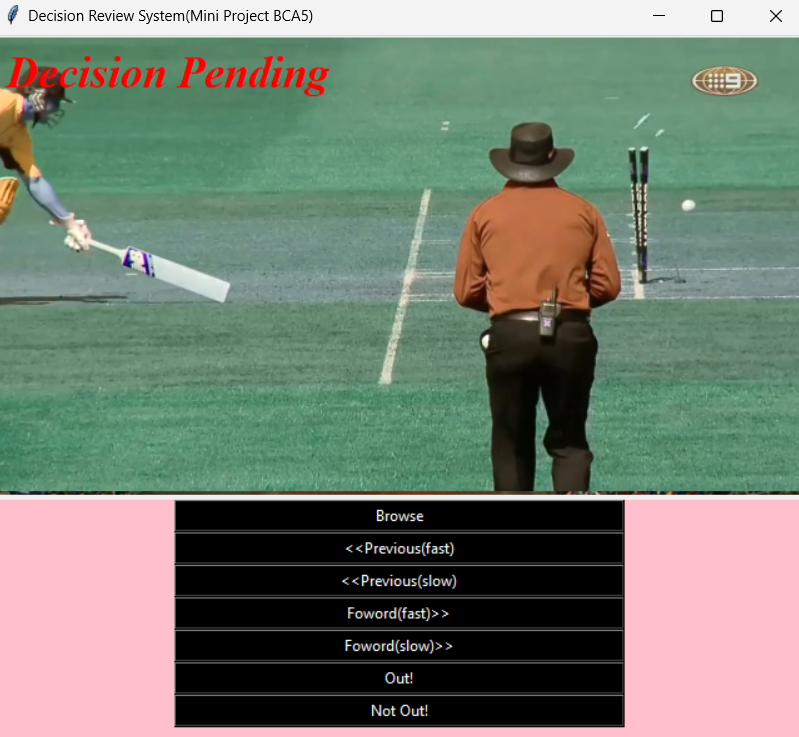 Decision Review System(Mini Project BCA5)
Decision Pending
9
Browse
<<Previous(fast)
<<Previous(slow)
Foword(fast)>>
Foword(slow)>>
Out!
Not Out!